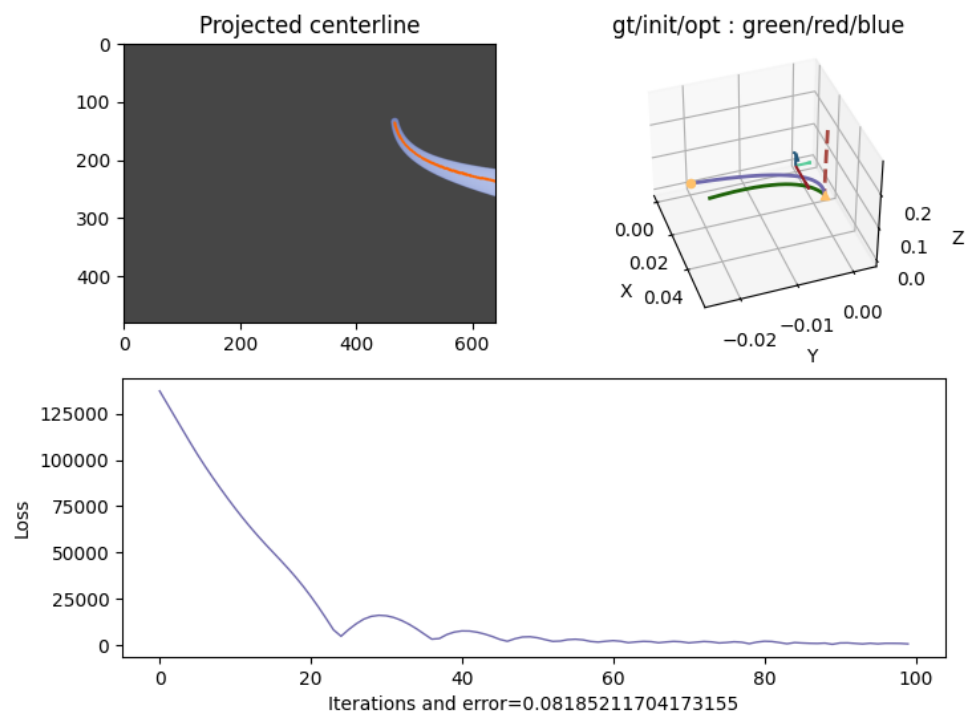 Projected centerline
gt/init/opt : green/red/blue
0
100
200
300
400
0 200 400 600
0.00
0.02
0.04
X
−0.02
−0.01
0.00
Y
0.2
0.1
0.0
Z
125000
100000
75000
50000
25000
0
Loss
0 20 40 60 80 100
Iterations and error=0.08185211704173155